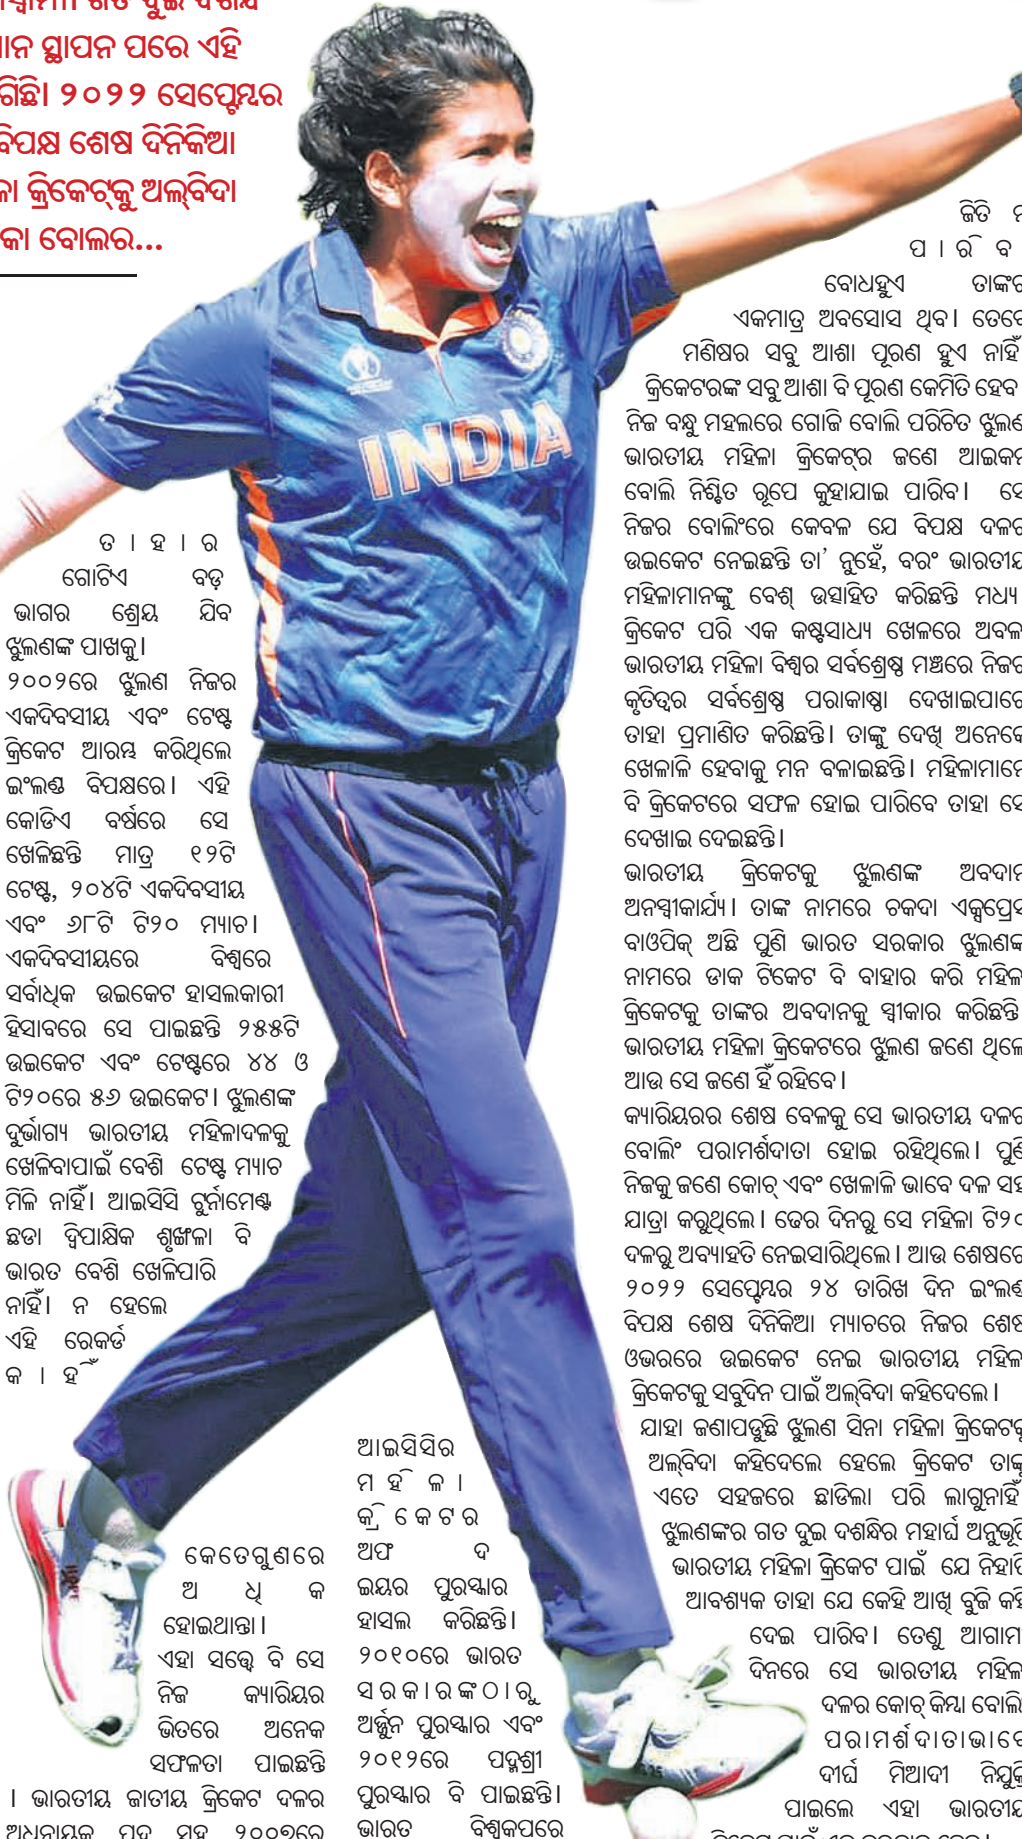 ମାନ ସ୍ଥାପନ ପରେ ଏହି
ଗିଛି। ୨୦୨୨ ସେପ୍ଟେମ୍ବର
ବିପକ୍ଷ ଶେଷ ଦିନିକିଆ
ଳା କ୍ରିକେଟ୍‌କୁ ଅଲ୍‌ବିଦା
କା ବୋଲର...
INDIA
ତାହାର
ଗୋଟିଏ ବଡ଼
ଭାଗର ଶ୍ରେୟ ଯିବ
ଝୁଲଣଙ୍କ ପାଖକୁ।
୨୦୦୨ରେ ଝୁଲଣ ନିଜର
ଏକଦିବସୀୟ ଏବଂ ଟେଷ୍ଟ
କ୍ରିକେଟ ଆରମ୍ଭ କରିଥିଲେ
ଇଂଲଣ୍ଡ ବିପକ୍ଷରେ। ଏହି
କୋଡିଏ ବର୍ଷରେ ସେ
ଖେଳିଛନ୍ତି ମାତ୍ର ୧୨ଟି
ଟେଷ୍ଟ, ୨୦୪ଟି ଏକଦିବସୀୟ
ଏବଂ ୬୮ଟି ଟି୨୦ ମ୍ୟାଚ।
ଏକଦିବସୀୟରେ ବିଶ୍ୱରେ
ସର୍ବାଧିକ ଉଇକେଟ ହାସଲକାରୀ
ହିସାବରେ ସେ ପାଇଛନ୍ତି ୨୫୫ଟି
ଉଇକେଟ ଏବଂ ଟେଷ୍ଟରେ ୪୪ ଓ
ଟି୨୦ରେ ୫୬ ଉଇକେଟ। ଝୁଲଣଙ୍କ
ଦୁର୍ଭାଗ୍ୟ ଭାରତୀୟ ମହିଳାଦଳକୁ
ଖେଳିବାପାଇଁ ବେଶି ଟେଷ୍ଟ ମ୍ୟାଚ
ମିଳି ନାହିଁ। ଆଇସିସି ଟୁର୍ନାମେଣ୍ଟ
ଛଡା ଦ୍ୱିପାକ୍ଷିକ ଶୃଙ୍ଖଳା ବି
ଭାରତ ବେଶି ଖେଳିପାରି
ନାହିଁ। ନ ହେଲେ
ଏହି ରେକର୍ଡ
କାହିଁ
କେତେଗୁଣରେ
ଅଧିକ
ହୋଇଥାନ୍ତା।
ଏହା ସତ୍ତ୍ୱେ ବି ସେ
ନିଜ କ୍ୟାରିୟର
ଭିତରେ ଅନେକ
ସଫଳତା ପାଇଛନ୍ତି
। ଭାରତୀୟ ଜାତୀୟ କ୍ରିକେଟ ଦଳର
ଅଧିନାୟକ ପଦ ସହ ୨୦୦୭ରେ
ଆଇସିସିର
ମହିଳା
କ୍ରିକେଟର
ଅଫ ଦ
ଇୟର ପୁରସ୍କାର
ହାସଲ କରିଛନ୍ତି।
୨୦୧୦ରେ ଭାରତ
ସରକାରଙ୍କଠାରୁ
ଅର୍ଜୁନ ପୁରସ୍କାର ଏବଂ
୨୦୧୨ରେ ପଦ୍ମଶ୍ରୀ
ପୁରସ୍କାର ବି ପାଇଛନ୍ତି।
ଭାରତ ବିଶ୍ୱକପରେ
ଜିତି
ପାରିବ
ବୋଧହୁଏ ତାଙ୍କର
ଏକମାତ୍ର ଅବସୋସ ଥିବ। ତେବେ
ମଣିଷର ସବୁ ଆଶା ପୂରଣ ହୁଏ ନାହିଁ
କ୍ରିକେଟରଙ୍କ ସବୁ ଆଶା ବି ପୂରଣ କେମିତି ହେବ
ନିଜ ବନ୍ଧୁ ମହଲରେ ଗୋଜି ବୋଲି ପରିଚିତ ଝୁଲଣ
ଭାରତୀୟ ମହିଳା କ୍ରିକେଟ୍‌ର ଜଣେ ଆଇକନ
ବୋଲି ନିଶ୍ଚିତ ରୂପେ କୁହାଯାଇ ପାରିବ। ସେ
ନିଜର ବୋଲିଂରେ କେବଳ ଯେ ବିପକ୍ଷ ଦଳର
ଉଇକେଟ ନେଇଛନ୍ତି ତା’ ନୁହେଁ, ବରଂ ଭାରତୀୟ
ମହିଳାମାନଙ୍କୁ ବେଶ୍ ଉତ୍ସାହିତ କରିଛନ୍ତି ମଧ୍ୟ
କ୍ରିକେଟ ପରି ଏକ କଷ୍ଟସାଧ୍ୟ ଖେଳରେ ଅବଳା
ଭାରତୀୟ ମହିଳା ବିଶ୍ୱର ସର୍ବଶ୍ରେଷ୍ଠ ମଞ୍ଚରେ ନିଜର
କୃତିତ୍ୱର ସର୍ବଶ୍ରେଷ୍ଠ ପରାକାଷ୍ଠା ଦେଖାଇପାରେ
ତାହା ପ୍ରମାଣିତ କରିଛନ୍ତି। ତାଙ୍କୁ ଦେଖି ଅନେକେ
ଖେଳାଳି ହେବାକୁ ମନ ବଳାଇଛନ୍ତି। ମହିଳାମାନେ
ବି କ୍ରିକେଟରେ ସଫଳ ହୋଇ ପାରିବେ ତାହା ସେ
ଦେଖାଇ ଦେଇଛନ୍ତି।
ଭାରତୀୟ କ୍ରିକେଟକୁ ଝୁଲଣଙ୍କ ଅବଦାନ
ଅନସ୍ୱୀକାର୍ଯ୍ୟ। ତାଙ୍କ ନାମରେ ଚକଦା ଏକ୍ସପ୍ରେସ
ବାଓପିକ୍ ଅଛି ପୁଣି ଭାରତ ସରକାର ଝୁଲଣଙ୍କ
ନାମରେ ଡାକ ଟିକେଟ ବି ବାହାର କରି ମହିଳା
କ୍ରିକେଟକୁ ତାଙ୍କର ଅବଦାନକୁ ସ୍ୱୀକାର କରିଛନ୍ତି
ଭାରତୀୟ ମହିଳା କ୍ରିକେଟରେ ଝୁଲଣ ଜଣେ ଥିଲେ
ଆଉ ସେ ଜଣେ ହିଁ ରହିବେ।
କ୍ୟାରିୟରର ଶେଷ ବେଳକୁ ସେ ଭାରତୀୟ ଦଳର
ବୋଲିଂ ପରାମର୍ଶଦାତା ହୋଇ ରହିଥିଲେ। ପୁଣି
ନିଜକୁ ଜଣେ କୋଚ୍ ଏବଂ ଖେଳାଳି ଭାବେ ଦଳ ସହ
ଯାତ୍ରା କରୁଥିଲେ। ଢେର ଦିନରୁ ସେ ମହିଳା ଟି୨୦
ଦଳରୁ ଅବ୍ୟାହତି ନେଇସାରିଥିଲେ। ଆଉ ଶେଷରେ
୨୦୨୨ ସେପ୍ଟେମ୍ବର ୨୪ ତାରିଖ ଦିନ ଇଂଲଣ୍ଡ
ବିପକ୍ଷ ଶେଷ ଦିନିକିଆ ମ୍ୟାଚରେ ନିଜର ଶେଷ
ଓଭରରେ ଉଇକେଟ ନେଇ ଭାରତୀୟ ମହିଳା
କ୍ରିକେଟକୁ ସବୁଦିନ ପାଇଁ ଅଲ୍‌ବିଦା କହିଦେଲେ।
ଯାହା ଜଣାପଡୁଛି ଝୁଲଣ ସିନା ମହିଳା କ୍ରିକେଟକୁ
ଅଲ୍‌ବିଦା କହିଦେଲେ ହେଲେ କ୍ରିକେଟ ତାଙ୍କୁ
ଏତେ ସହଜରେ ଛାଡିଲା ପରି ଲାଗୁନାହିଁ
ଝୁଲଣଙ୍କର ଗତ ଦୁଇ ଦଶନ୍ଧିର ମହାର୍ଘ ଅନୁଭୂତି
ଭାରତୀୟ ମହିଳା କ୍ରିକେଟ ପାଇଁ ଯେ ନିହାତି
ଆବଶ୍ୟକ ତାହା ଯେ କେହି ଆଖି ବୁଜି କହି
ଦେଇ ପାରିବ। ତେଣୁ ଆଗାମୀ
ଦିନରେ ସେ ଭାରତୀୟ ମହିଳା
ଦଳର କୋଚ୍ କିମ୍ବା ବୋଲିଂ
ପରାମର୍ଶଦାତାଭାବେ
ଦୀର୍ଘ ମିଆଦୀ ନିଯୁକ୍ତି
ପାଇଲେ ଏହା ଭାରତୀୟ